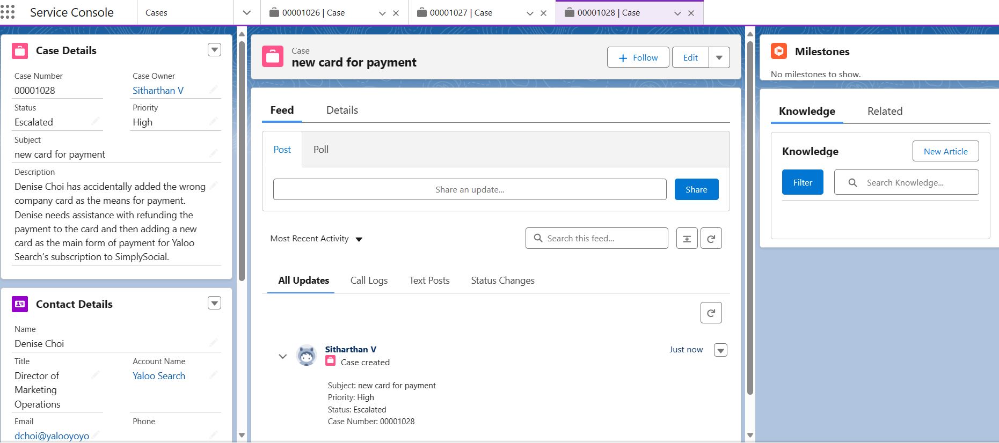 Service Console
Cases
00001026 | Case
00001027 | Case
00001028 | Case
Case Details
Case Number
Case Owner
00001028
Sitharthan V
Status
Priority
Escalated
High
Subject
new card for payment
Description
Denise Choi has accidentally added the wrong
company card as the means for payment.
Denise needs assistance with refunding the
payment to the card and then adding a new
card as the main form of payment for Yaloo
Search’s subscription to SimplySocial.
Contact Details
Name
Denise Choi
Title
Account Name
Director of
Marketing
Operations
Yaloo Search
Email
Phone
dchoi@yalooyoyo
Case
new card for payment
Follow
Edit
Feed
Details
Post
Poll
Share an update...
Share
Most Recent Activity
Search this feed...
All Updates
Call Logs
Text Posts
Status Changes
Sitharthan V
Just now
Case created
Subject: new card for payment
Priority: High
Status: Escalated
Case Number: 00001028
Milestones
No milestones to show.
Knowledge
Related
Knowledge
New Article
Filter
Search Knowledge...